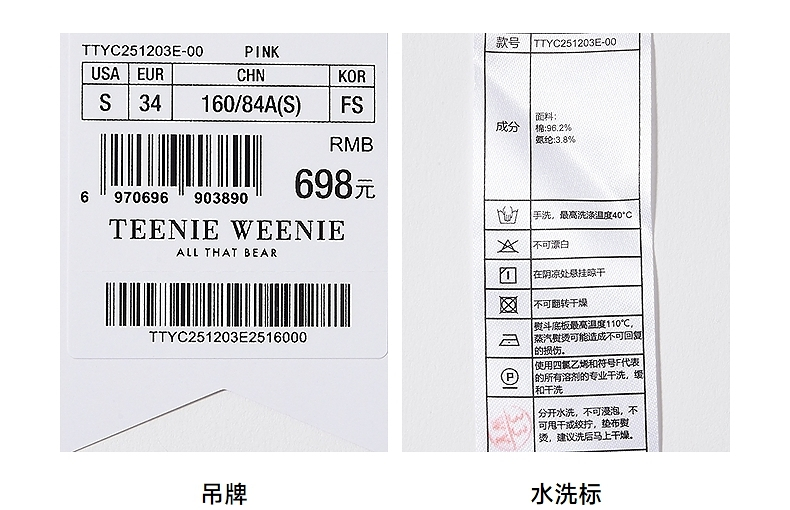 TTYC251203E-00 PINK
USA EUR CHN KOR
S 34 160/84A(S) FS
RMB
698元
6 970696 903890
TEENIE WEENIE
ALL THAT BEAR
TTYC251203E2516000
吊牌
款号 TTYC251203E-00
成分
面料:
棉:96.2%
氨纶:3.8%
手洗，最高洗涤温度40°C
不可漂白
在阴凉处悬挂晾干
不可翻转干燥
熨斗底板最高温度110℃,
蒸汽熨烫可能造成不可回复
的损伤。
P
使用四氯乙烯和符号F代表
的所有溶剂的专业干洗，缓
和干洗
分开水洗，不可浸泡，不
可甩干或绞拧，垫布熨
烫，建议洗后马上干燥。
水洗标